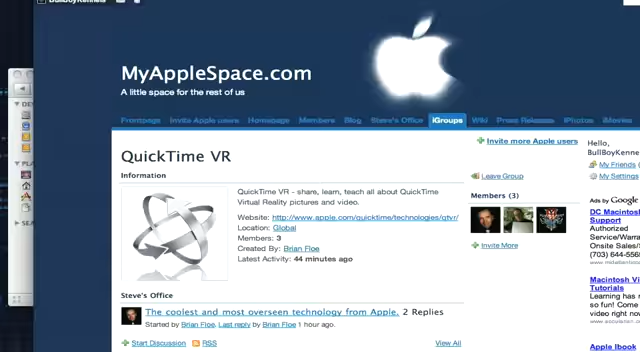 BullBoyKennels
MyAppleSpace.com
A little space for the rest of us
Frontpage Invite Apple users Homepage Members Blog Steve's Office iGroups Wiki Press Releases iPhotos iMovies
Invite more Apple users
Hello,
BullBoyKenne
My Friends
My Settings
QuickTime VR
Information
QuickTime VR - share, learn, teach all about QuickTime
Virtual Reality pictures and video.
Website: http://www.apple.com/quicktime/technologies/qtvr/
Location: Global
Members: 3
Created By: Brian Floe
Latest Activity: 44 minutes ago
Leave Group
Members (3)
Invite More
Ads by Google
DC Macintosh
Support
Authorized
Service/Warra
Onsite Sales/
(703) 644-556
Macintosh Vi
Tutorials
Learning has
so fun! Come
video right no
Apple Ibook
Steve's Office
The coolest and most overseen technology from Apple. 2 Replies
Started by Brian Floe. Last reply by Brian Floe 1 hour ago.
Start Discussion RSS View All
DE
PLA
SEA